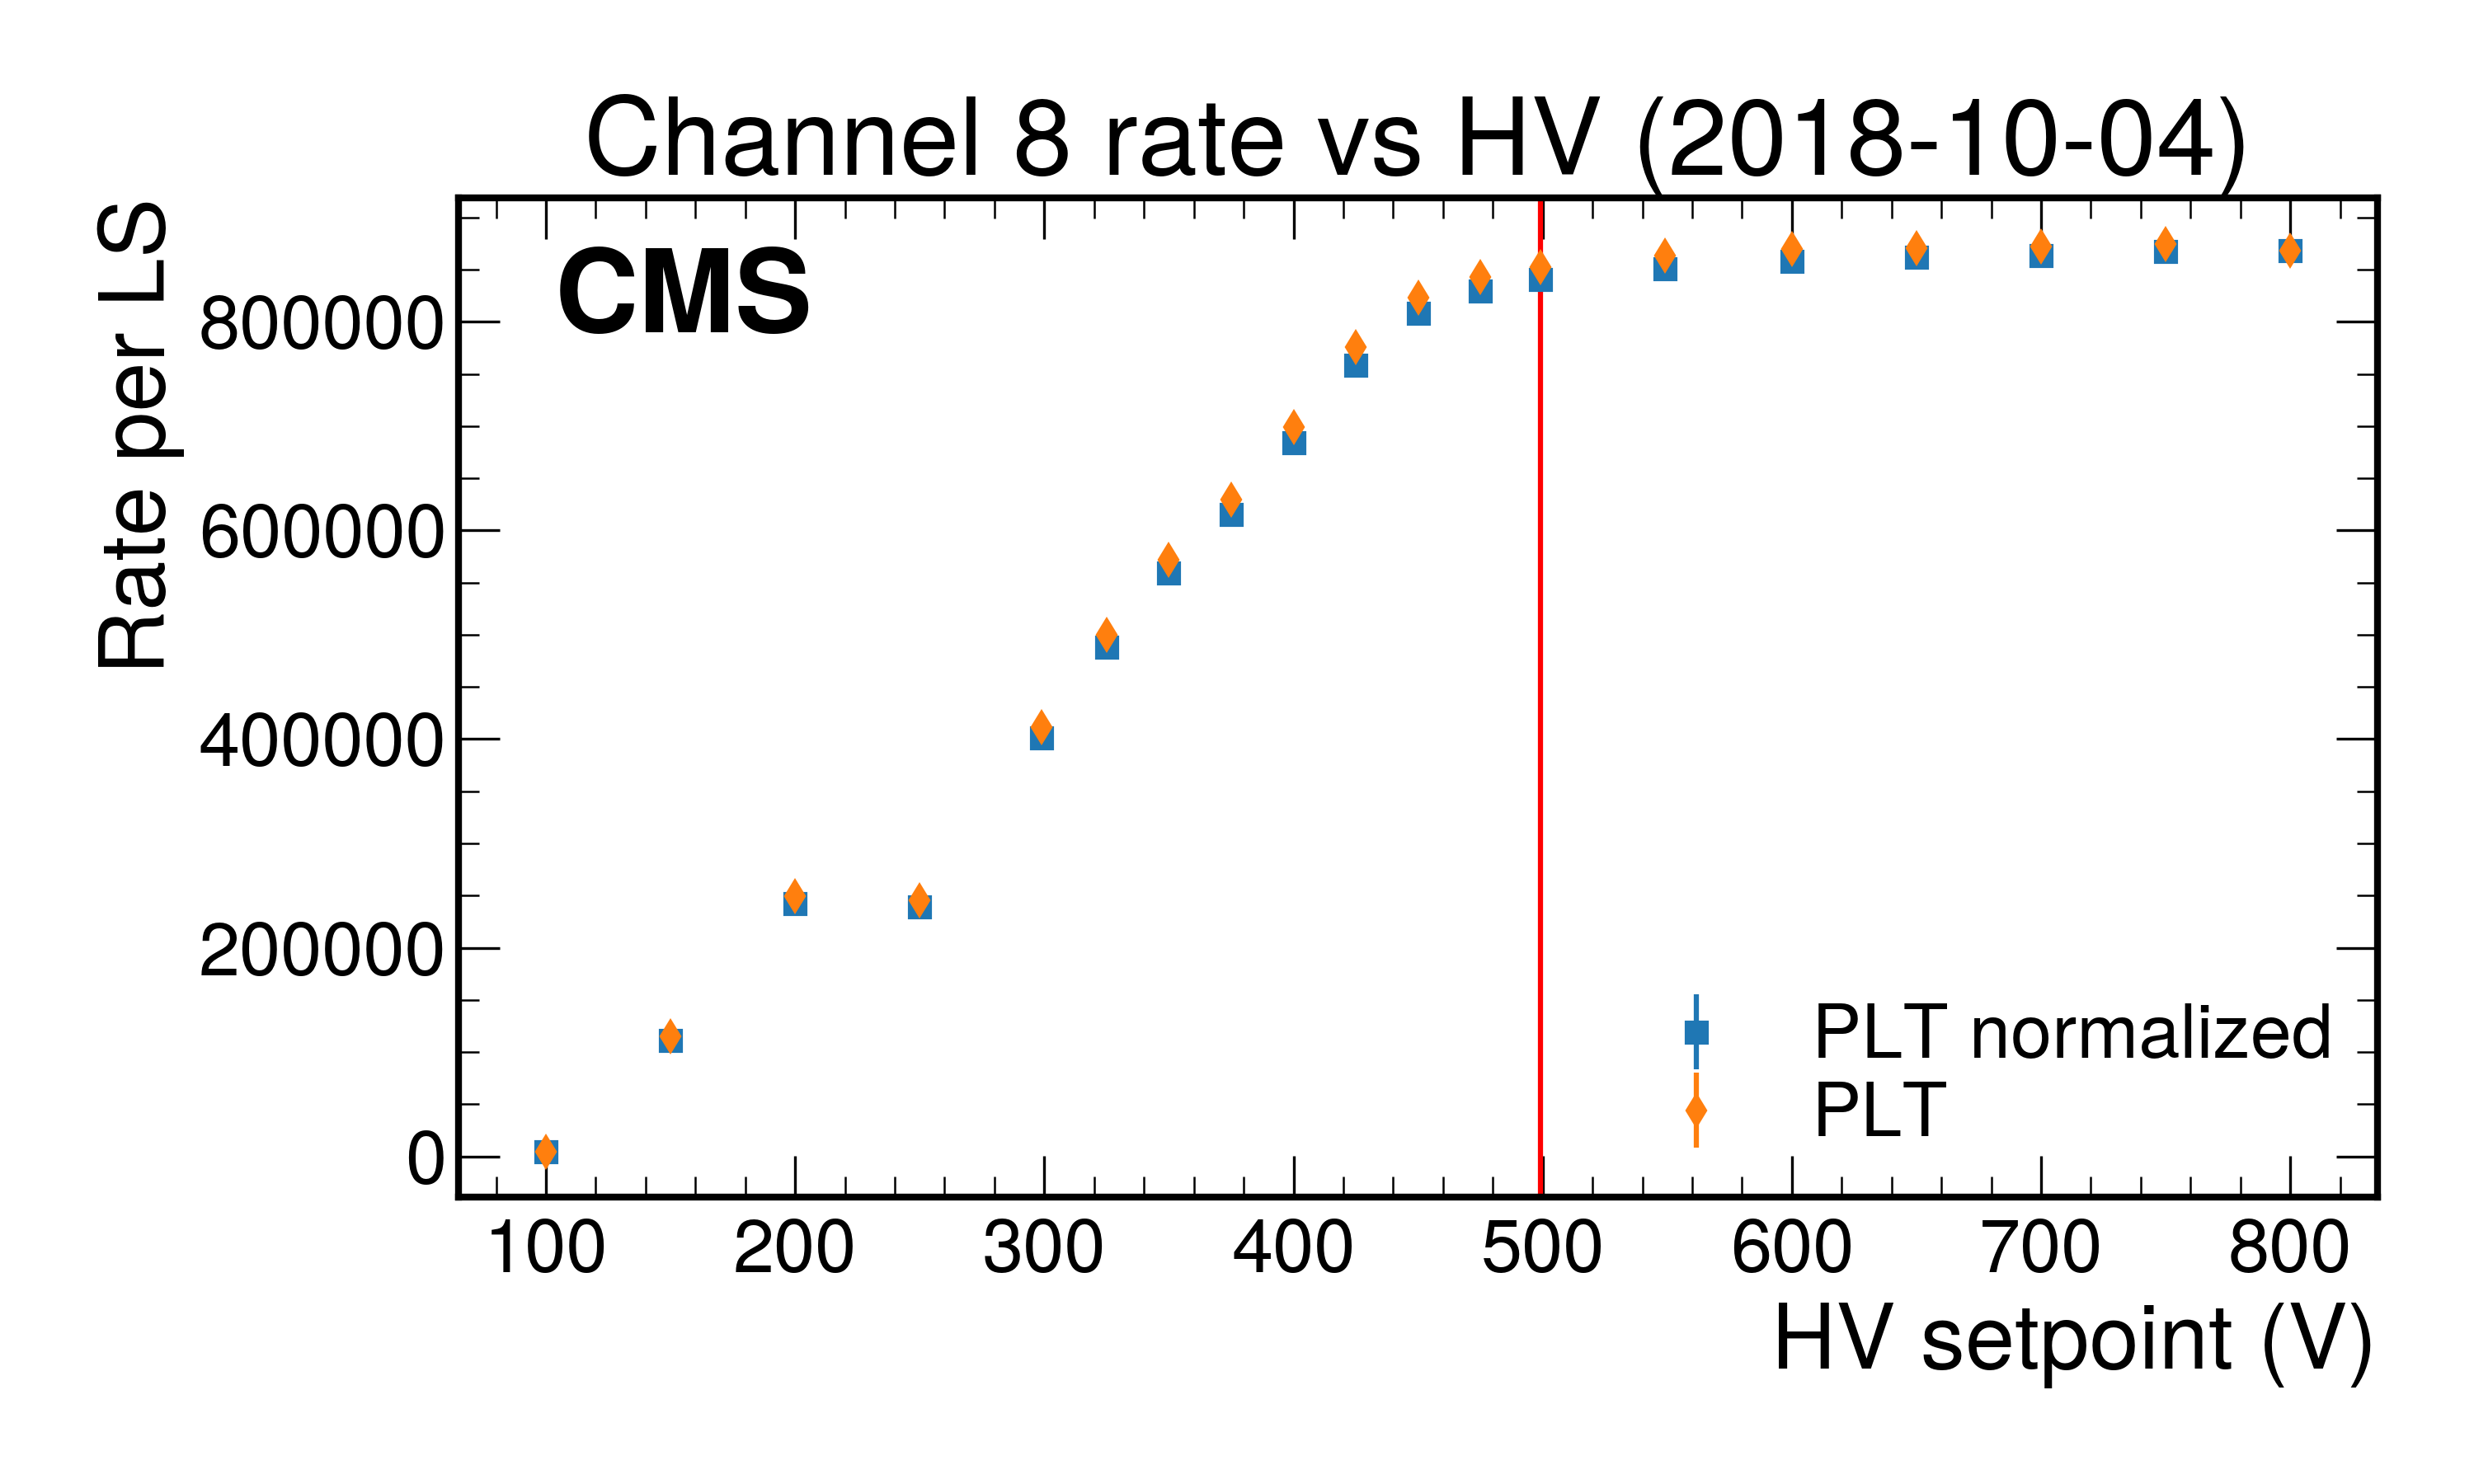 Channel 8 rate vs HV (2018-10-04)
CMS
Rate per LS
800000
600000
400000
200000
0
PLT normalized
PLT
100 200 300 400 500 600 700 800
HV setpoint (V)